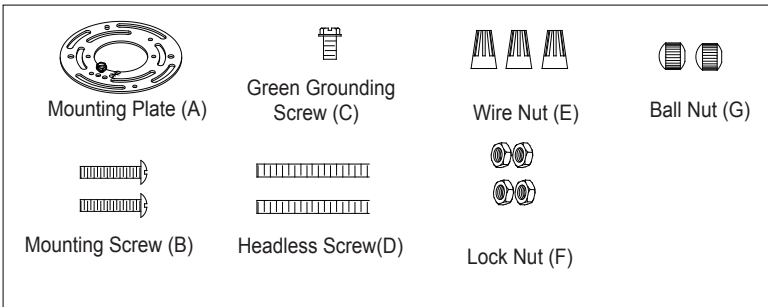 Mounting Plate (A)
Green Grounding
Screw (C)
Wire Nut (E)
Ball Nut (G)
Mounting Screw (B)
Headless Screw(D)
Lock Nut (F)